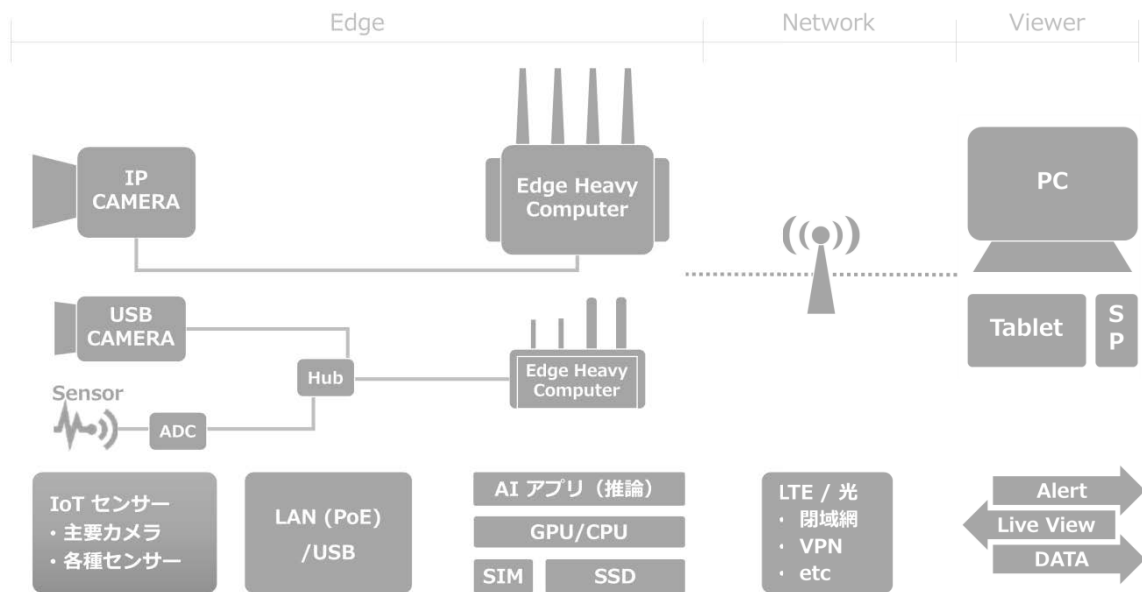 Edge
Network
Viewer
IP
CAMERA
Edge Heavy
Computer
PC
USB
CAMERA
Hub
Edge Heavy
Computer
Tablet
S
P
Sensor
ADC
IoT センサー
・主要カメラ
・各種センサー
LAN (PoE)
/USB
AI アプリ（推論）
GPU/CPU
SIM
SSD
LTE / 光
・ 閉域網
・ VPN
・ etc
Alert
Live View
DATA